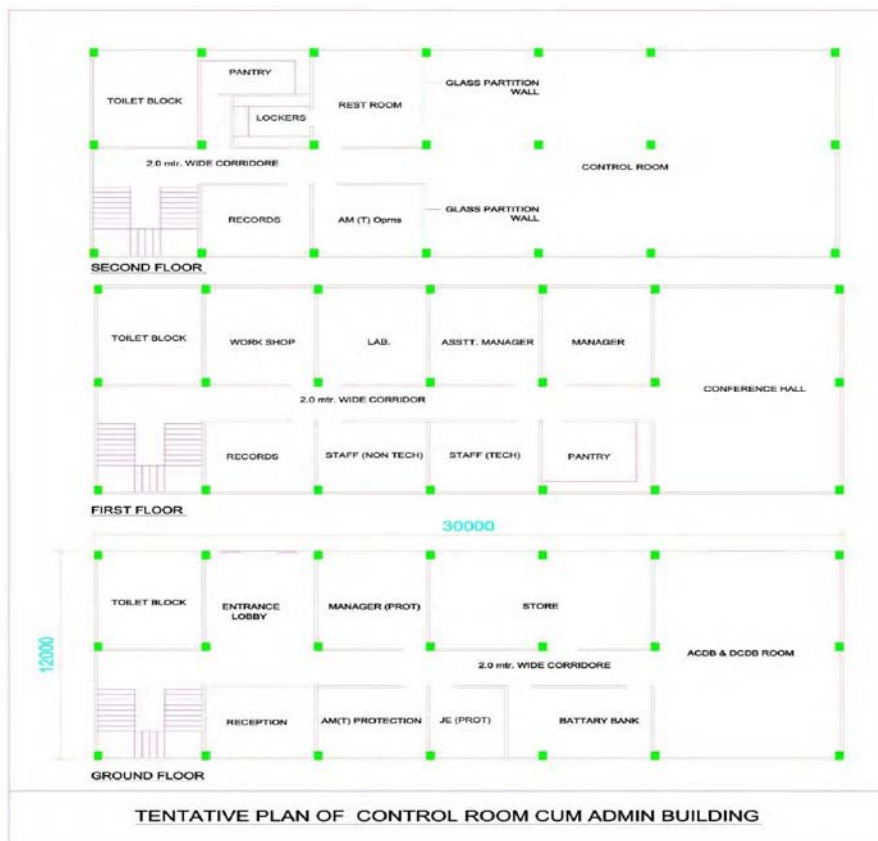 PANTRY
TOILET BLOCK
REST ROOM
GLASS PARTITION
WALL
LOCKERS
2.0 mtr. WIDE CORRIDORE
CONTROL ROOM
RECORDS
AM (T) Oprns
GLASS PARTITION
WALL
SECOND FLOOR
TOILET BLOCK
WORK SHOP
LAB.
ASSTT. MANAGER
MANAGER
CONFERENCE HALL
2.0 mtr. WIDE CORRIDOR
RECORDS
STAFF (NON TECH)
STAFF (TECH)
PANTRY
FIRST FLOOR
30000
12000
TOILET BLOCK
ENTRANCE
LOBBY
MANAGER (PROT)
STORE
2.0 mtr. WIDE CORRIDORE
ACDB & DCDB ROOM
RECEPTION
AM(T) PROTECTION
JE (PROT)
BATTARY BANK
GROUND FLOOR
TENTATIVE PLAN OF CONTROL ROOM CUM ADMIN BUILDING